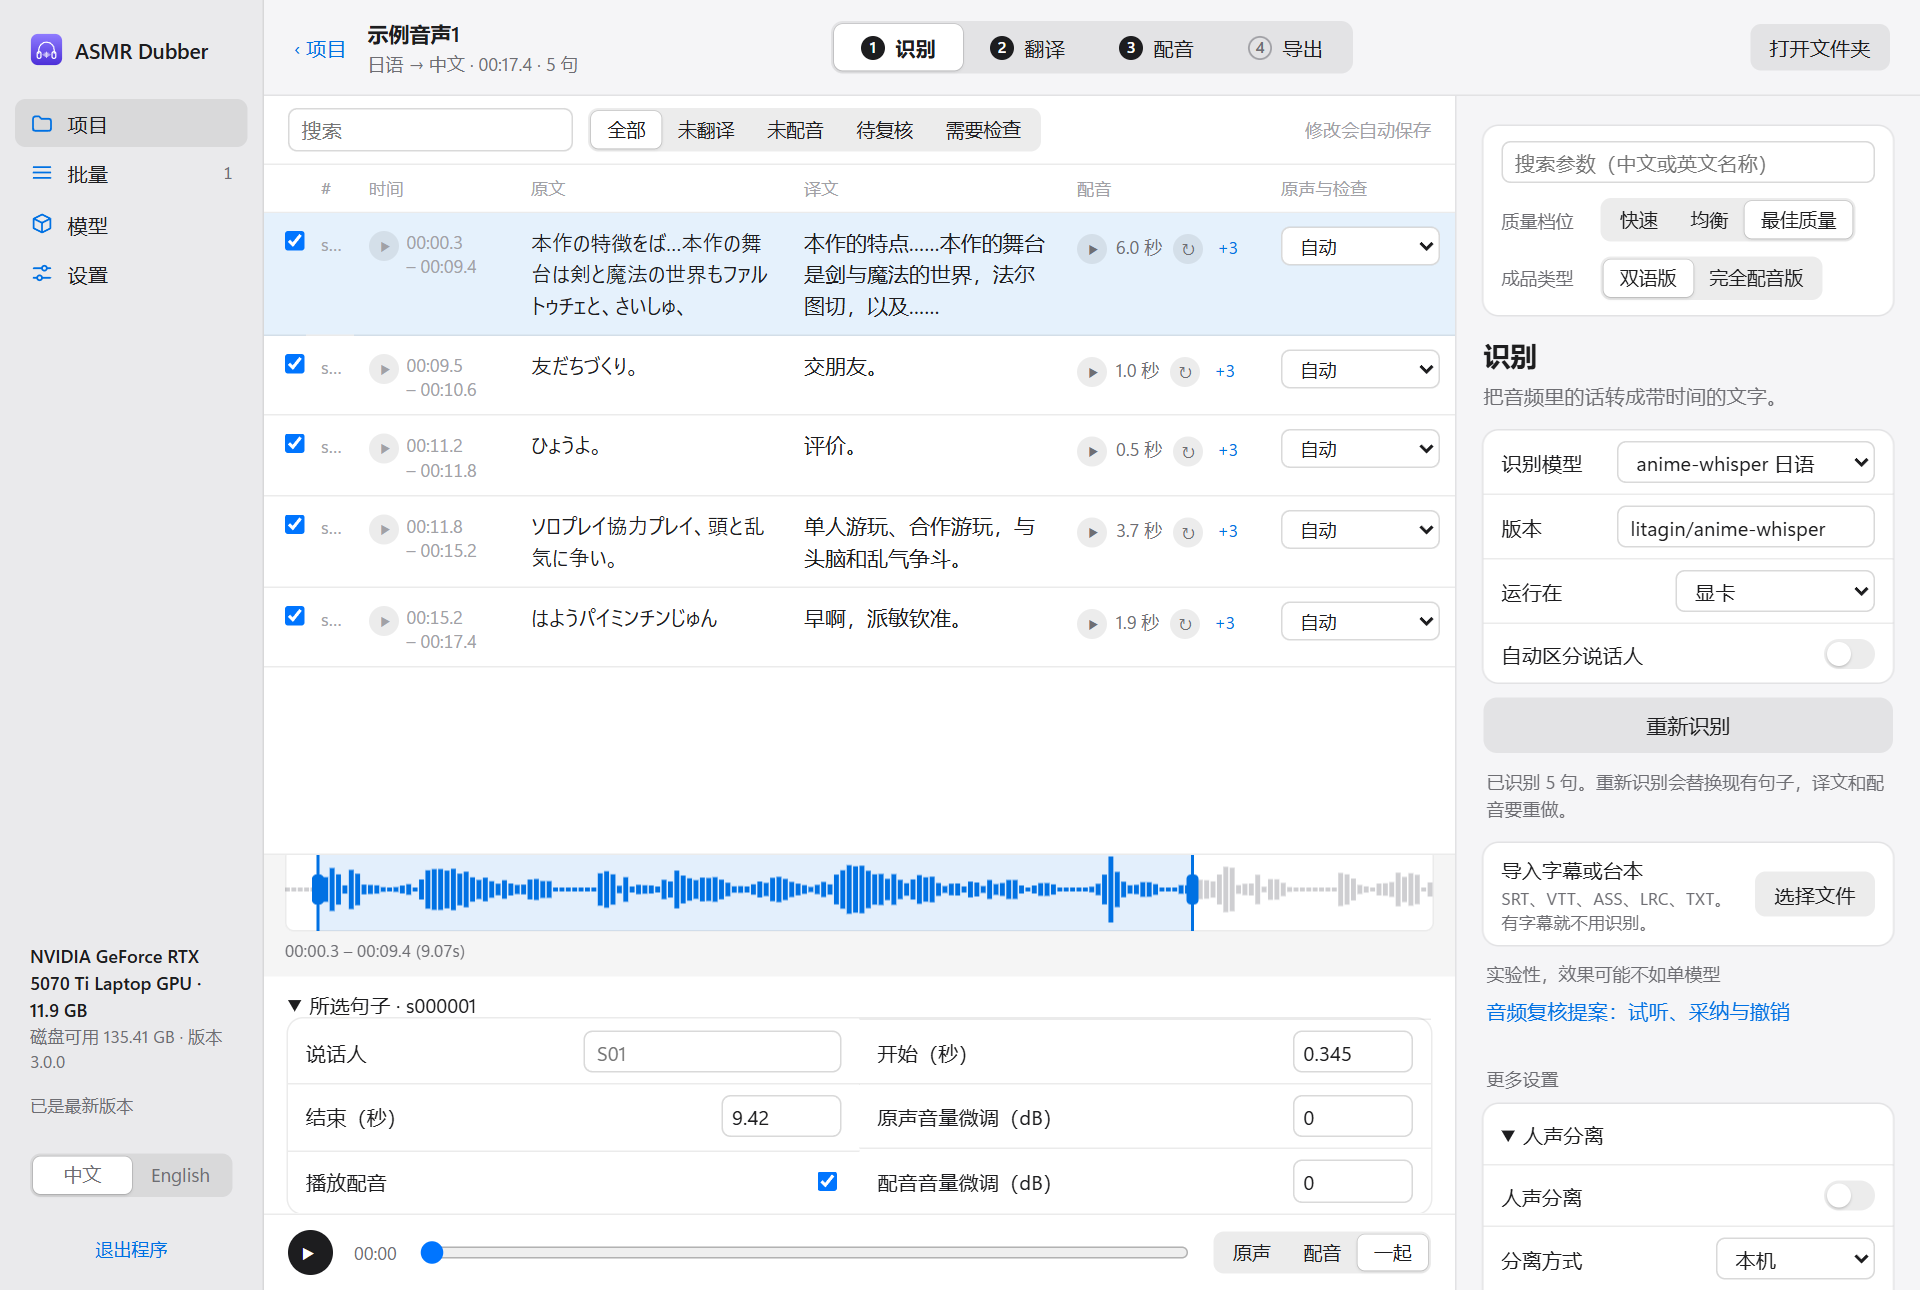 ASMR Dubber
项目
批量
1
模型
设置
NVIDIA GeForce RTX
5070 Ti Laptop GPU ·
11.9 GB
磁盘可用 135.41 GB · 版本
3.0.0
已是最新版本
中文
English
退出程序
‹ 项目
示例音声1
日语 → 中文 · 00:17.4 · 5 句
1 识别
2 翻译
3 配音
4 导出
打开文件夹
搜索
全部
未翻译
未配音
待复核
需要检查
修改会自动保存
# 时间 原文 译文 配音 原声与检查
s...
00:00.3
– 00:09.4
本作の特徴をば...本作の舞
台は剣と魔法の世界もファル
トゥチェと、さいしゅ、
本作的特点……本作的舞台
是剑与魔法的世界，法尔
图切，以及……
6.0 秒
+3
自动
s...
00:09.5
– 00:10.6
友だちづくり。
交朋友。
1.0 秒
+3
自动
s...
00:11.2
– 00:11.8
ひょうよ。
评价。
0.5 秒
+3
自动
s...
00:11.8
– 00:15.2
ソロプレイ協力プレイ、頭と乱
気に争い。
单人游玩、合作游玩，与
头脑和乱气争斗。
3.7 秒
+3
自动
s...
00:15.2
– 00:17.4
はようパイミンチンじゅん
早啊，派敏钦准。
1.9 秒
+3
自动
00:00.3 – 00:09.4 (9.07s)
▼ 所选句子 · s000001
说话人
S01
开始（秒）
0.345
结束（秒）
9.42
原声音量微调（dB）
0
播放配音
配音音量微调（dB）
0
00:00
原声
配音
一起
搜索参数（中文或英文名称）
质量档位
快速
均衡
最佳质量
成品类型
双语版
完全配音版
识别
把音频里的话转成带时间的文字。
识别模型
anime-whisper 日语
版本
litagin/anime-whisper
运行在
显卡
自动区分说话人
重新识别
已识别 5 句。重新识别会替换现有句子，译文和配
音要重做。
导入字幕或台本
SRT、VTT、ASS、LRC、TXT。
有字幕就不用识别。
选择文件
实验性，效果可能不如单模型
音频复核提案：试听、采纳与撤销
更多设置
▼ 人声分离
人声分离
分离方式
本机